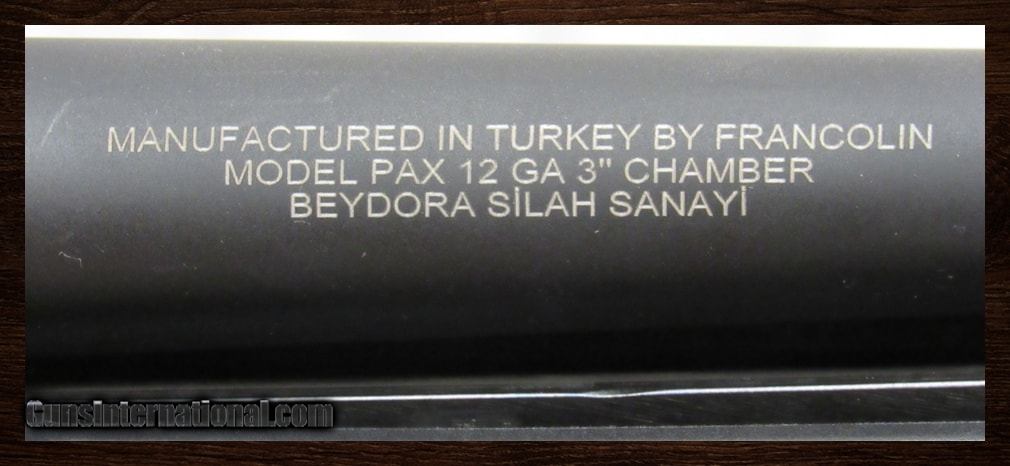 MANUFACTURED IN TURKEY BY FRANCOLIN
MODEL PAX 12 GA 3" CHAMBER
BEYDORA SİLAH SANAYİ
GunsInternational.com